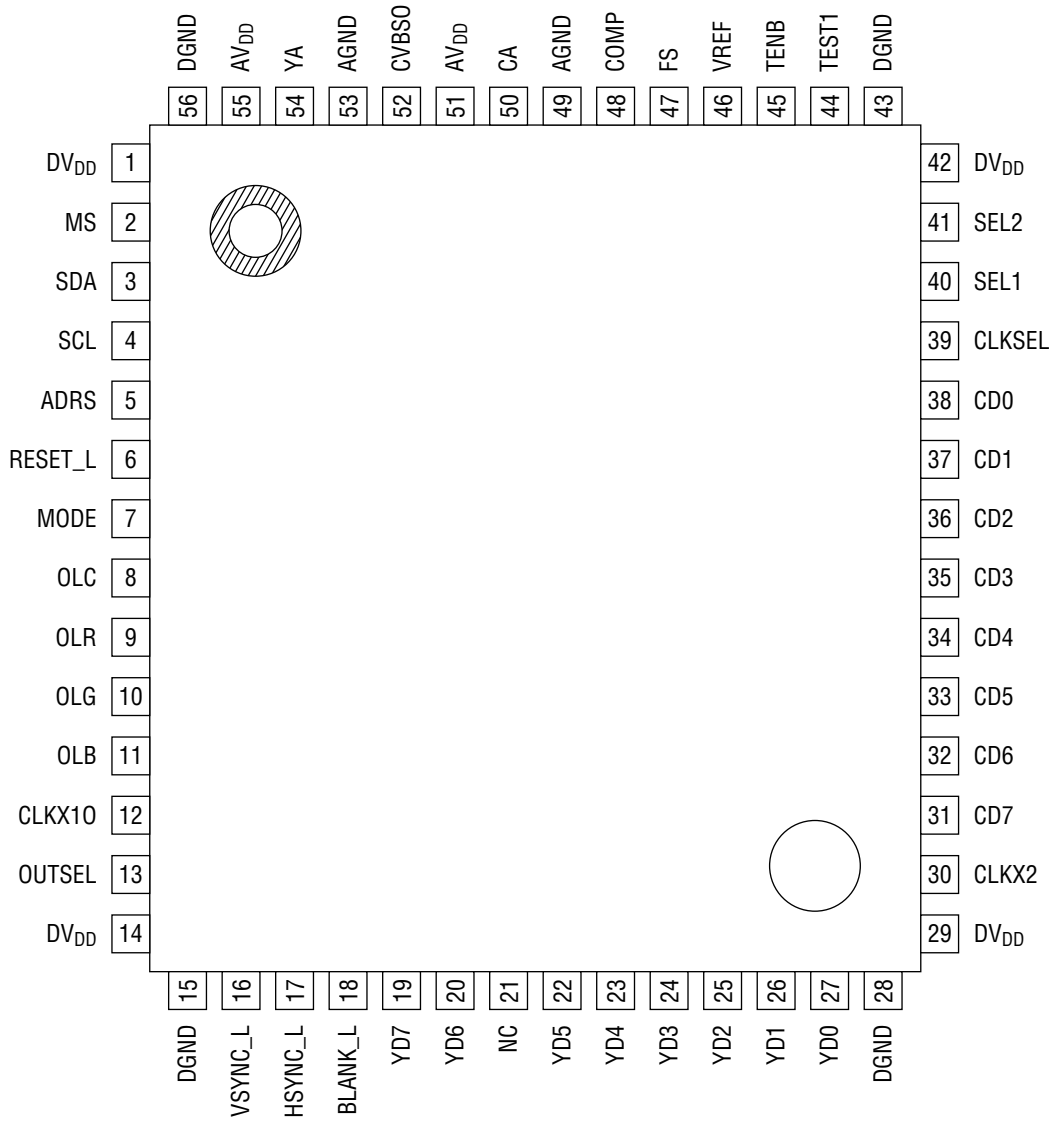 DGND AVDD YA AGND CVBSO AVDD CA AGND COMP FS VREF TENB TEST1 DGND
56 55 54 53 52 51 50 49 48 47 46 45 44 43
DVDD 1 42 DVDD
MS 2 41 SEL2
SDA 3 40 SEL1
SCL 4 39 CLKSEL
ADRS 5 38 CD0
RESET_L 6 37 CD1
MODE 7 36 CD2
OLC 8 35 CD3
OLR 9 34 CD4
OLG 10 33 CD5
OLB 11 32 CD6
CLKX1O 12 31 CD7
OUTSEL 13 30 CLKX2
DVDD 14 29 DVDD
15 16 17 18 19 20 21 22 23 24 25 26 27 28
DGND VSYNC_L HSYNC_L BLANK_L YD7 YD6 NC YD5 YD4 YD3 YD2 YD1 YD0 DGND